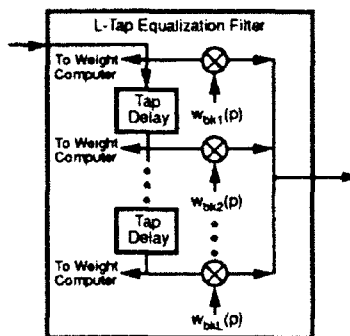 L-Tap Equalization Filter
To Weight
Computer
Tap
Delay
w_bk1(p)
To Weight
Computer
w_bk2(p)
Tap
Delay
To Weight
Computer
w_bkL(p)